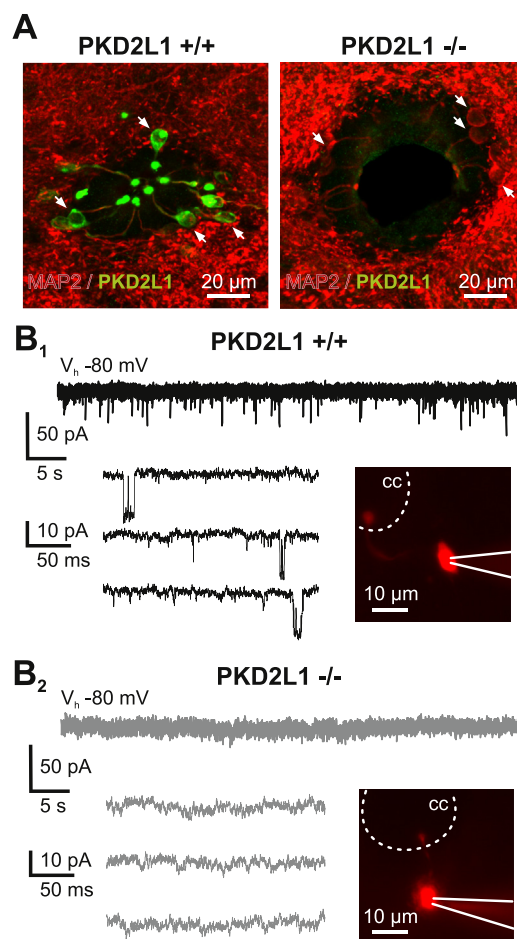 A
PKD2L1 +/+
PKD2L1 -/-
MAP2 / PKD2L1
20 µm
MAP2 / PKD2L1
20 µm
B1
PKD2L1 +/+
Vh -80 mV
50 pA
5 s
10 pA
50 ms
cc
10 µm
B2
PKD2L1 -/-
Vh -80 mV
50 pA
5 s
10 pA
50 ms
cc
10 µm